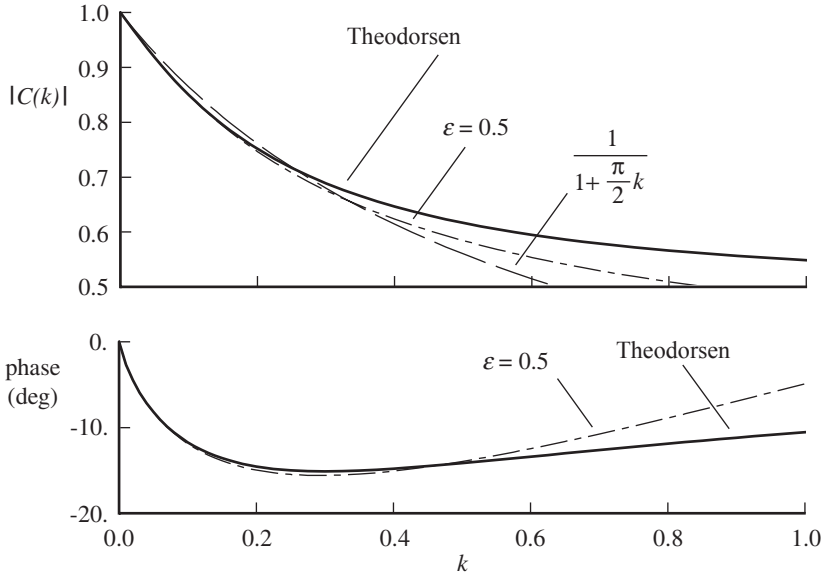 1.0
Theodorsen
0.9
|C(k)|
0.8
ε = 0.5
1
1+ π/2 k
0.7
0.6
0.5
0.
Theodorsen
phase
(deg)
ε = 0.5
-10.
-20.
0.0 0.2 0.4 0.6 0.8 1.0
k